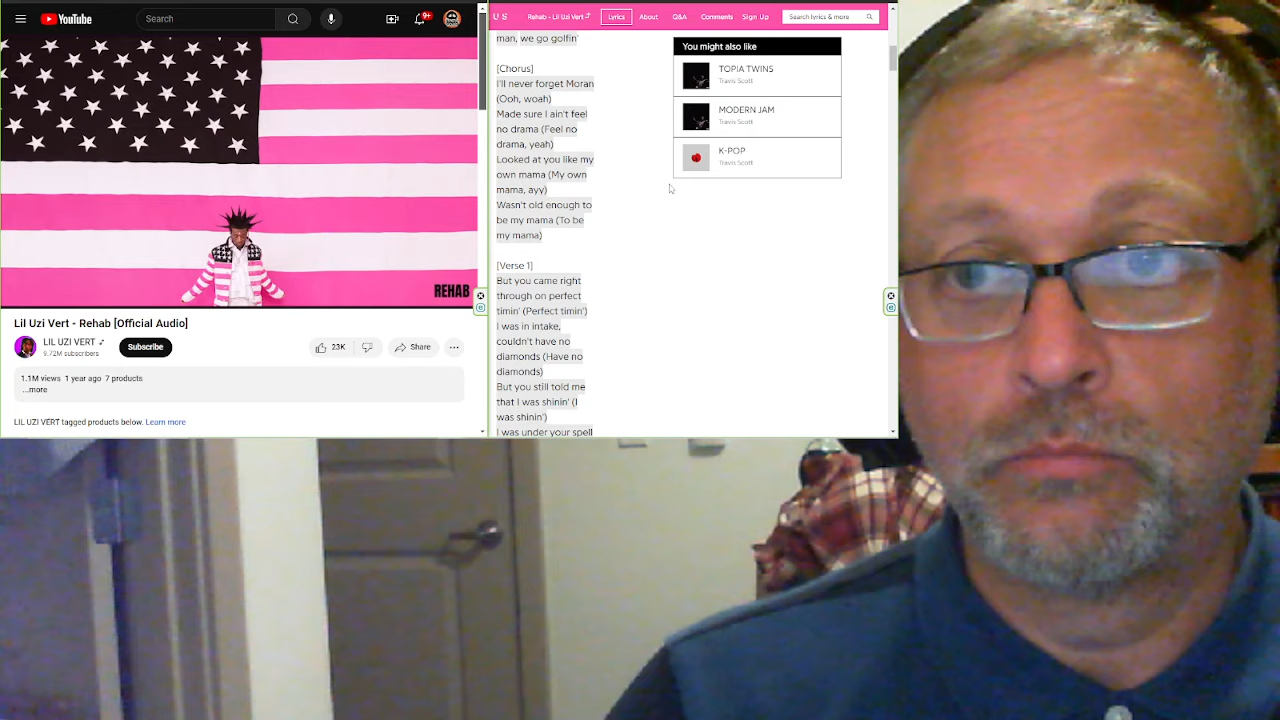 YouTube
Search
9+
REHAB
Lil Uzi Vert - Rehab [Official Audio]
LIL UZI VERT
9.72M subscribers
Subscribe
23K
Share
1.1M views 1 year ago 7 products
...more
LIL UZI VERT tagged products below. Learn more
U S
Rehab - Lil Uzi Vert
Lyrics
About
Q&A
Comments
Sign Up
Search lyrics & more
man, we go golfin'
[Chorus]
I'll never forget Moran
(Ooh, woah)
Made sure I ain't feel
no drama (Feel no
drama, yeah)
Looked at you like my
own mama (My own
mama, ayy)
Wasn't old enough to
be my mama (To be
my mama)
[Verse 1]
But you came right
through on perfect
timin' (Perfect timin')
I was in intake,
couldn't have no
diamonds (Have no
diamonds)
But you still told me
that I was shinin' (I
was shinin')
I was under your spell
You might also like
TOPIA TWINS
Travis Scott
MODERN JAM
Travis Scott
K-POP
Travis Scott